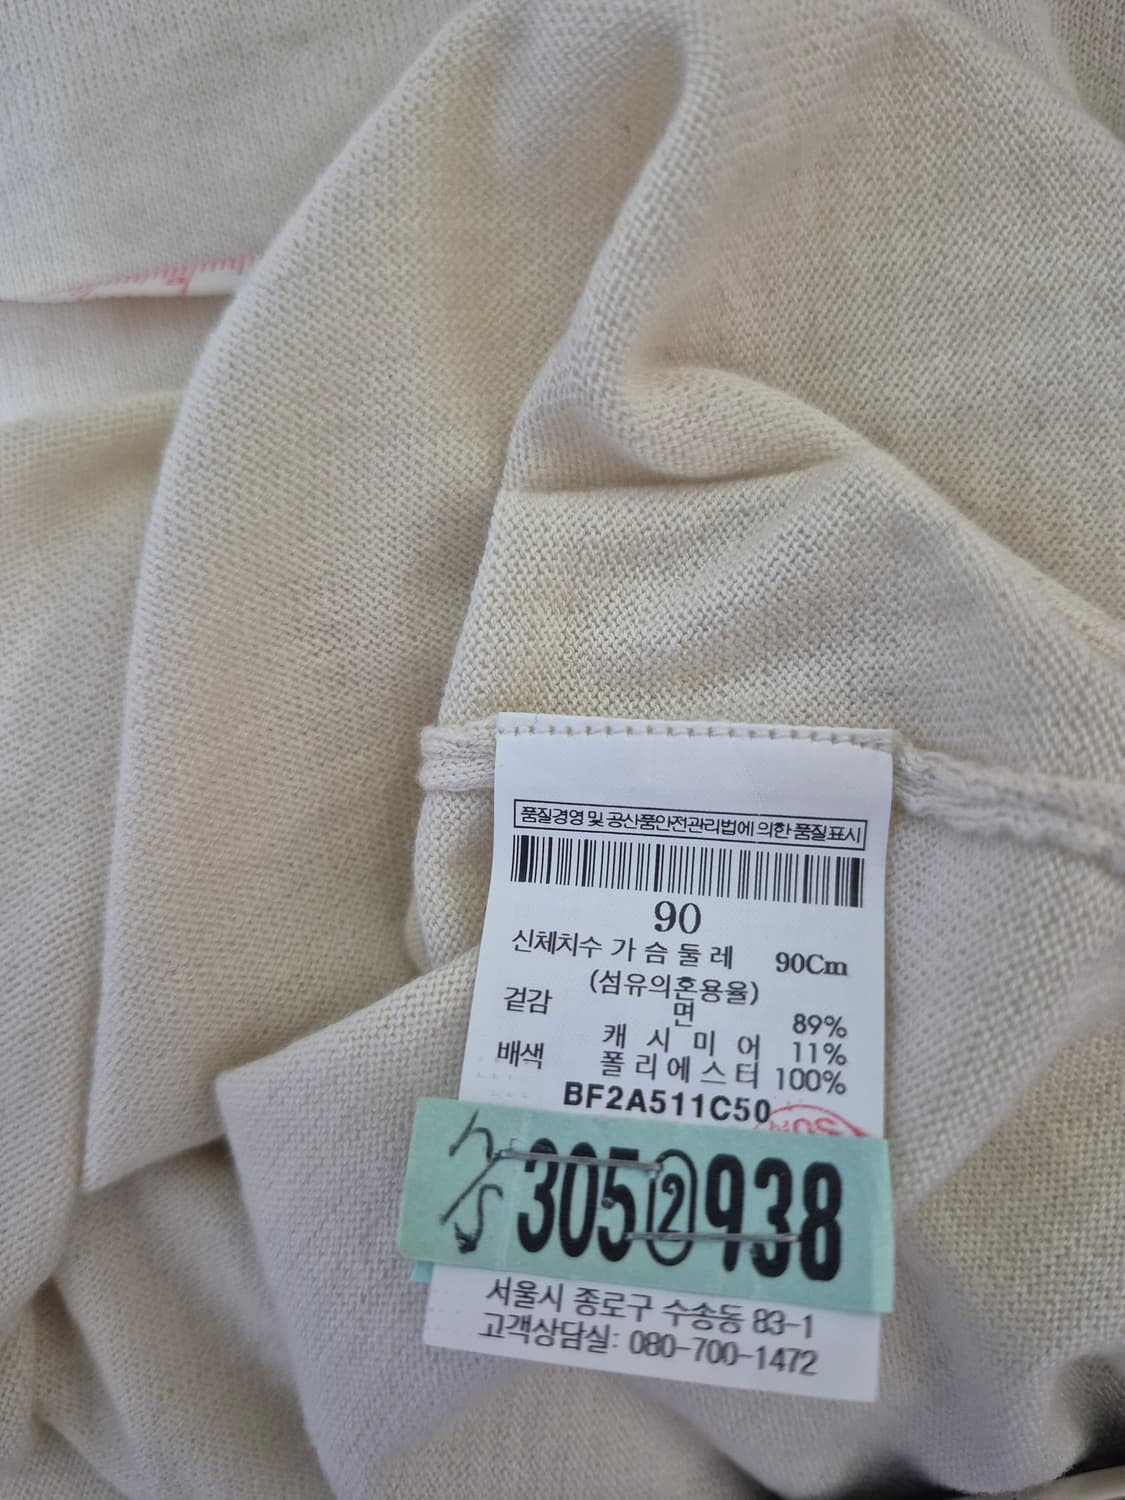 품질경영 및 공산품안전관리법에 의한 품질표시
90
신체치수 가슴둘레 90Cm
(섬유의혼용율)
겉감 면 89%
캐시미어 11%
배색 폴리에스터 100%
BF2A511C50
305②938
서울시 종로구 수송동 83-1
고객상담실: 080-700-1472